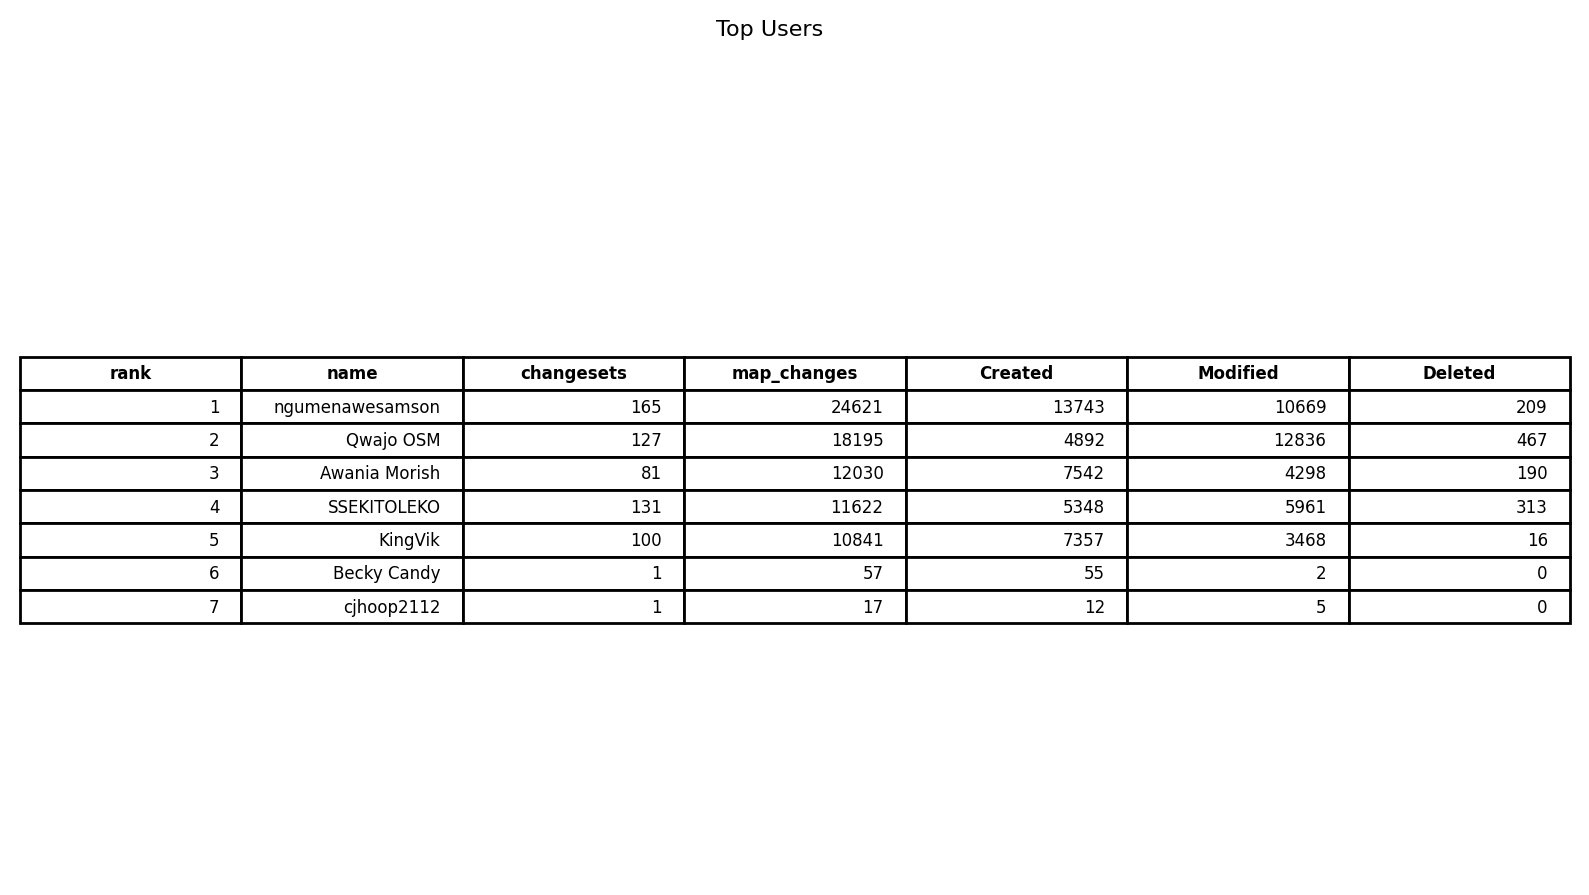 Top Users
rank name changesets map_changes Created Modified Deleted
1 ngumenawesamson 165 24621 13743 10669 209
2 Qwajo OSM 127 18195 4892 12836 467
3 Awania Morish 81 12030 7542 4298 190
4 SSEKITOLEKO 131 11622 5348 5961 313
5 KingVik 100 10841 7357 3468 16
6 Becky Candy 1 57 55 2 0
7 cjhoop2112 1 17 12 5 0